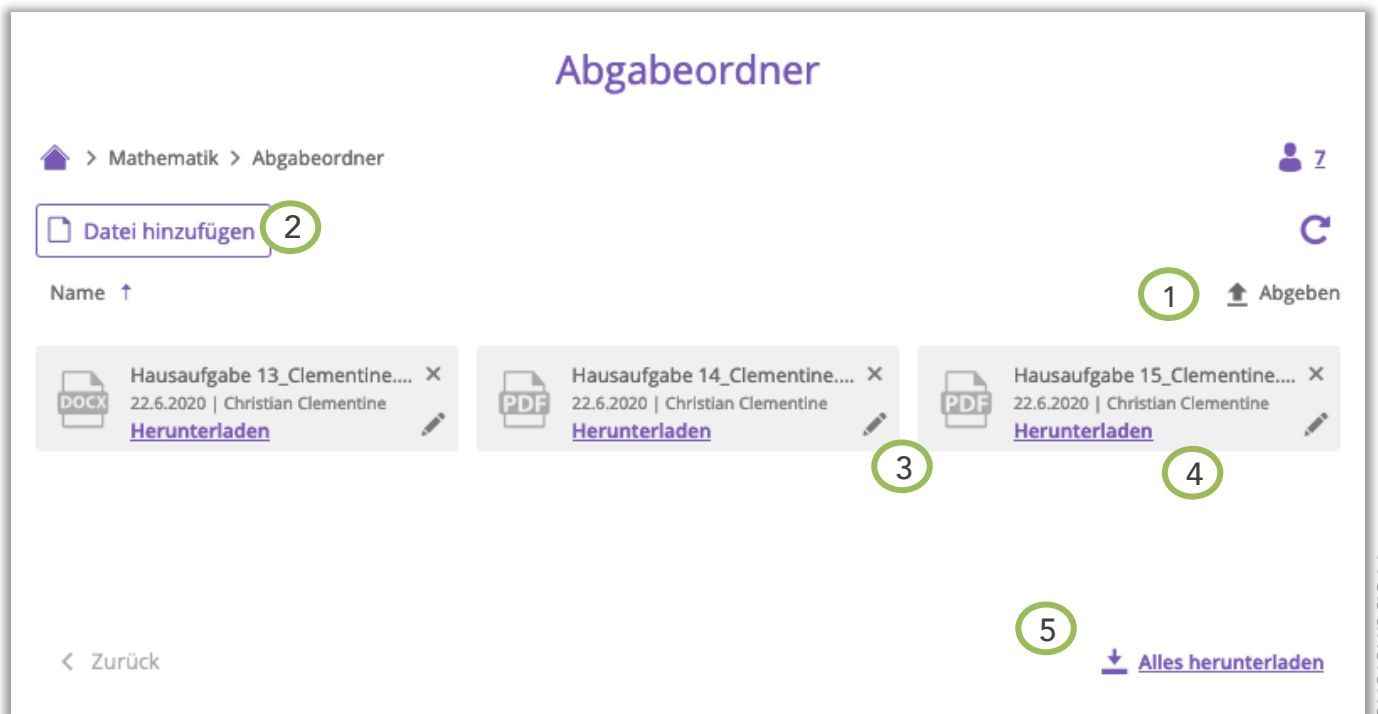 Abgabeordner
> Mathematik > Abgabeordner
7
Datei hinzufügen
2
Name ↑
1
Abgeben
DOCX
Hausaufgabe 13_Clementine.... ×
22.6.2020 | Christian Clementine
Herunterladen
PDF
Hausaufgabe 14_Clementine.... ×
22.6.2020 | Christian Clementine
Herunterladen
3
PDF
Hausaufgabe 15_Clementine.... ×
22.6.2020 | Christian Clementine
Herunterladen
4
5
< Zurück
Alles herunterladen